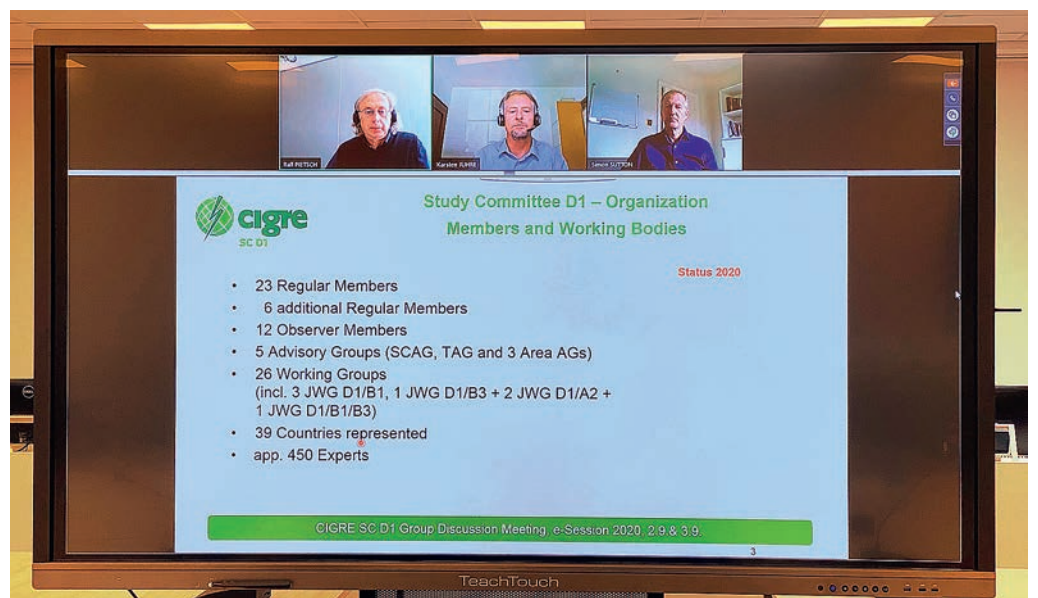 Ralf PIETSCH
Karsten JUHRE
Simon SUTTON
cigre
SC D1
Study Committee D1 – Organization
Members and Working Bodies
Status 2020
• 23 Regular Members
• 6 additional Regular Members
• 12 Observer Members
• 5 Advisory Groups (SCAG, TAG and 3 Area AGs)
• 26 Working Groups
(incl. 3 JWG D1/B1, 1 JWG D1/B3 + 2 JWG D1/A2 +
1 JWG D1/B1/B3)
• 39 Countries represented
• app. 450 Experts
CIGRE SC D1 Group Discussion Meeting, e-Session 2020, 2.9.& 3.9.
3
TeachTouch